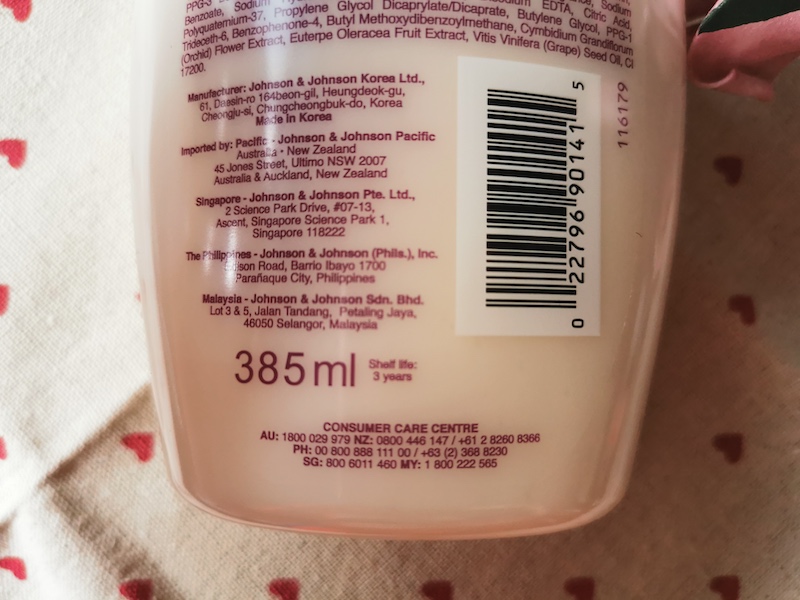 PPG-3
EDTA, Citric Acid,
Benzoate, Sodium
Polyquaternium-37, Propylene Glycol Dicaprylate/Dicaprate, Butylene Glycol, PPG-1
Trideceth-6, Benzophenone-4, Butyl Methoxydibenzoylmethane, Cymbidium Grandiflorum
(Orchid) Flower Extract, Euterpe Oleracea Fruit Extract, Vitis Vinifera (Grape) Seed Oil, CI
17200.
Manufacturer: Johnson & Johnson Korea Ltd.,
61, Daesin-ro 164beon-gil, Heungdeok-gu,
Cheongju-si, Chungcheongbuk-do, Korea
Made in Korea
Imported by: Pacific - Johnson & Johnson Pacific
Australia • New Zealand
45 Jones Street, Ultimo NSW 2007
Australia & Auckland, New Zealand
Singapore - Johnson & Johnson Pte. Ltd.,
2 Science Park Drive, #07-13,
Ascent, Singapore Science Park 1,
Singapore 118222
The Philippines - Johnson & Johnson (Phils.), Inc.
Road, Barrio Ibayo 1700
Parañaque City, Philippines
Malaysia - Johnson & Johnson Sdn. Bhd.
Lot 3 & 5, Jalan Tandang, Petaling Jaya,
46050 Selangor, Malaysia
0 22796 90141 5
116179
385ml
Shelf life:
3 years
CONSUMER CARE CENTRE
AU: 1800 029 979 NZ: 0800 446 147 / +61 2 8260 8366
PH: 00 800 888 111 00 / +63 (2) 368 8230
SG: 800 6011 460 MY: 1 800 222 565